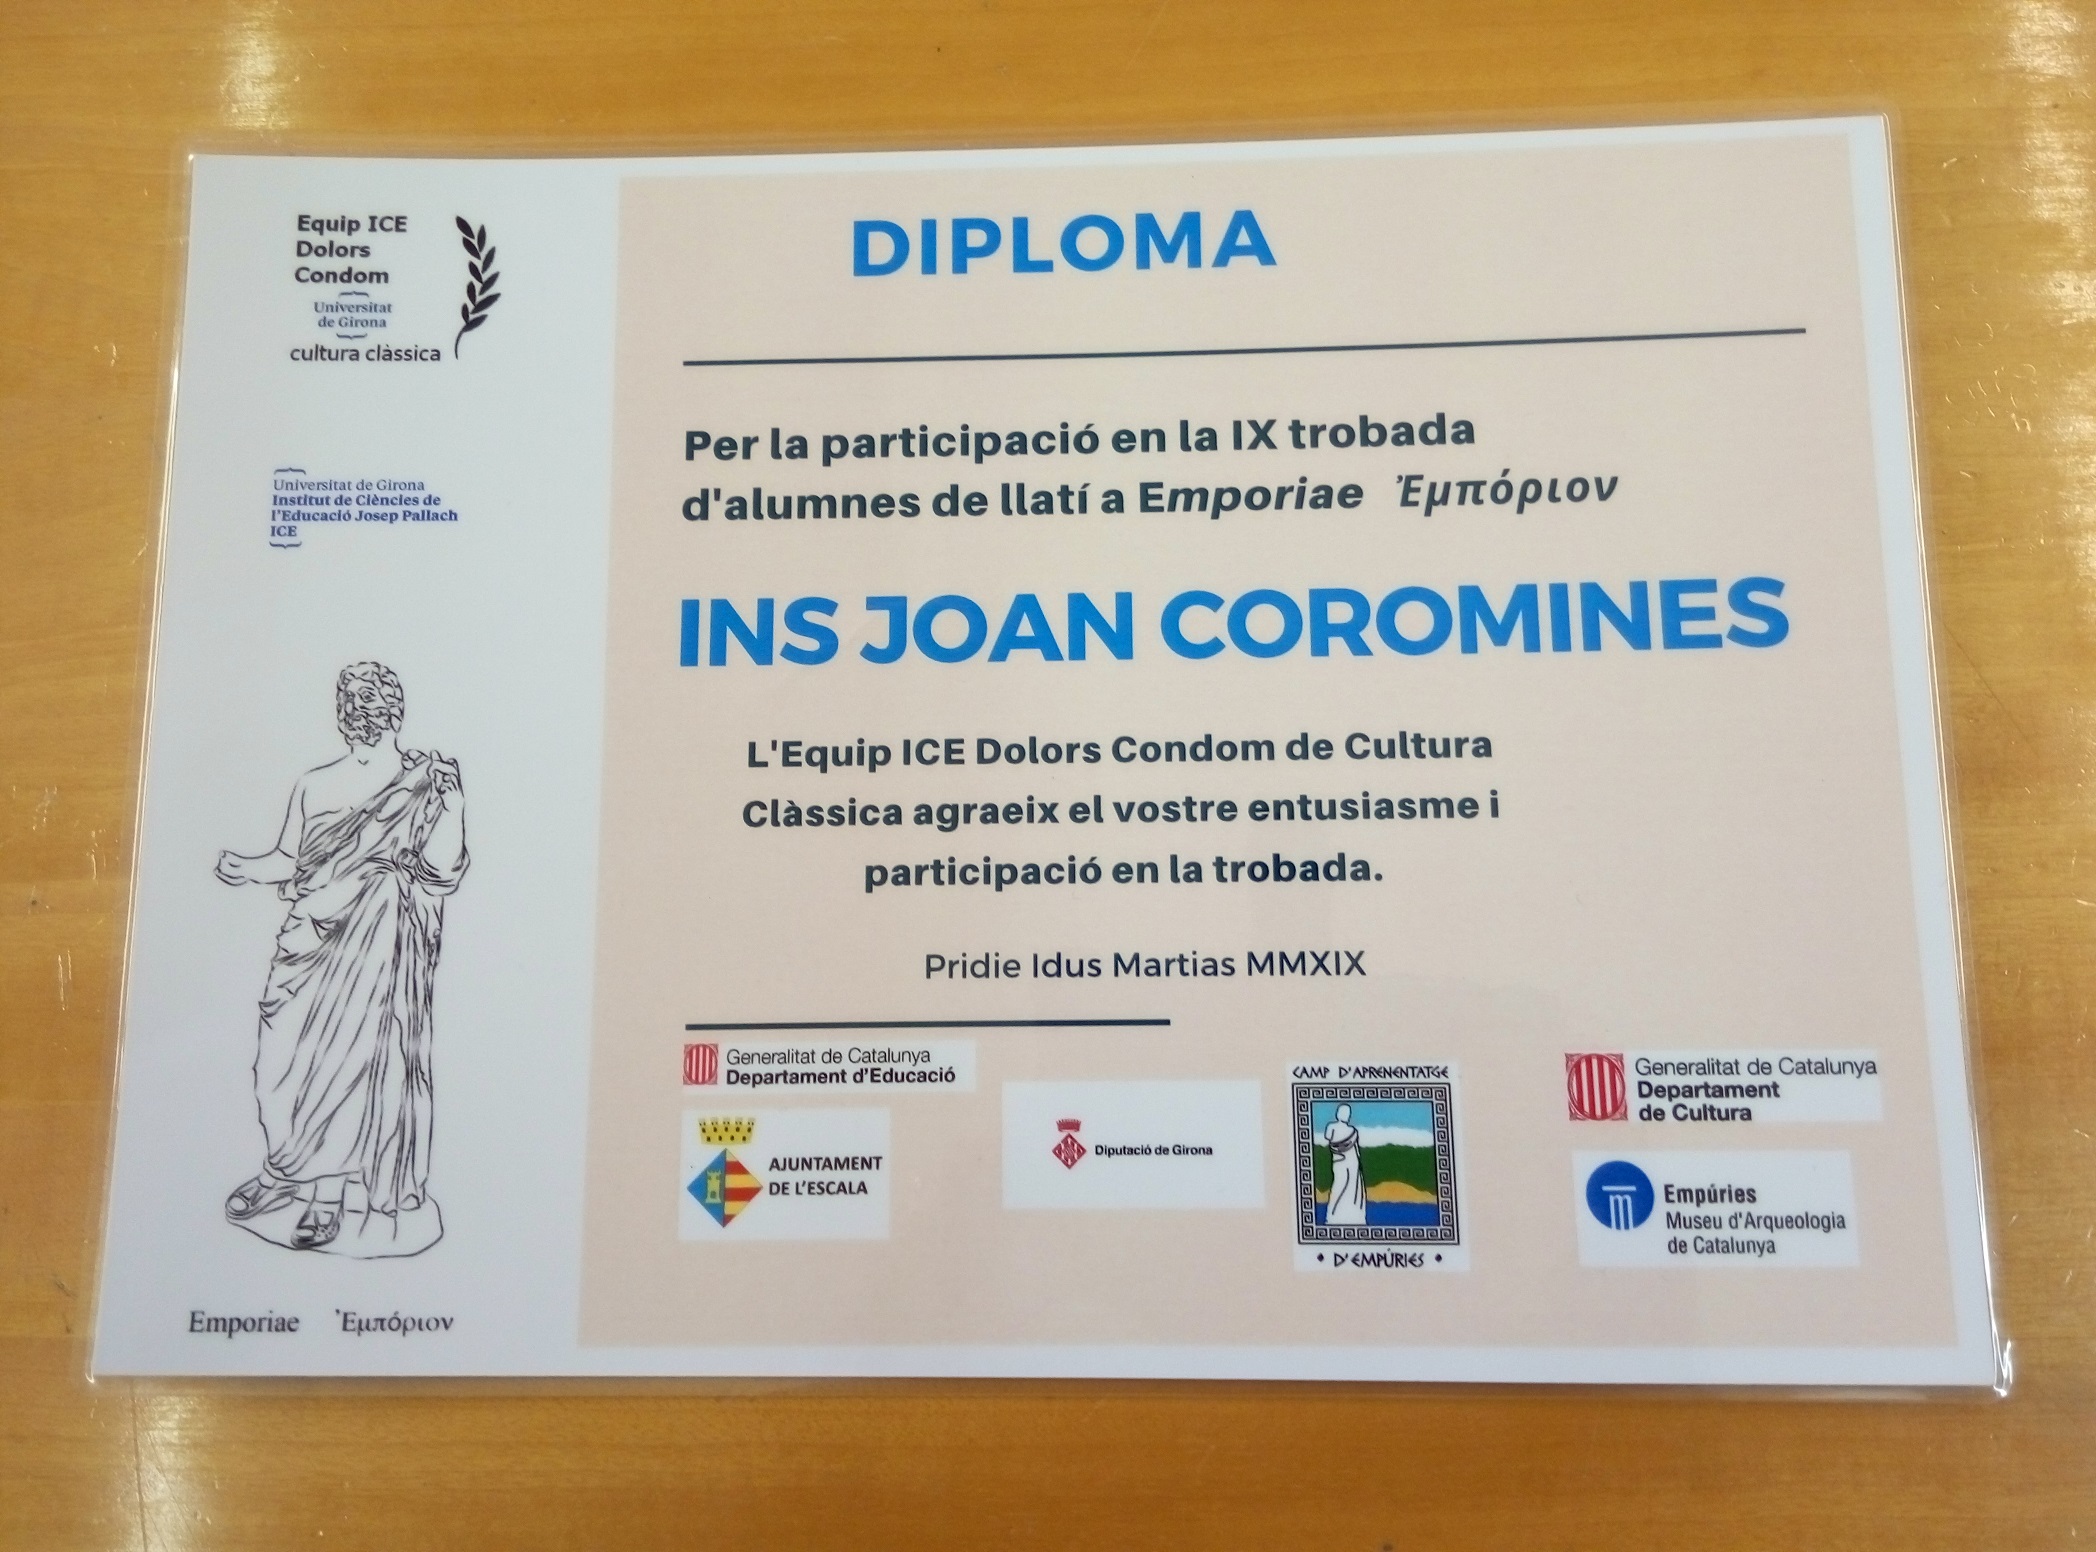 Equip ICE
Dolors
Condom
Universitat
de Girona
cultura clàssica
Universitat de Girona
Institut de Ciències de
l'Educació Josep Pallach
ICE
Emporiae Ἐμπόριον
DIPLOMA
Per la participació en la IX trobada
d'alumnes de llatí a Emporiae Ἐμπόριον
INS JOAN COROMINES
L'Equip ICE Dolors Condom de Cultura
Clàssica agraeix el vostre entusiasme i
participació en la trobada.
Pridie Idus Martias MMXIX
Generalitat de Catalunya
Departament d'Educació
AJUNTAMENT
DE L'ESCALA
Diputació de Girona
CAMP D'APRENENTATGE
• D'EMPÚRIES •
Generalitat de Catalunya
Departament
de Cultura
m
Empúries
Museu d'Arqueologia
de Catalunya